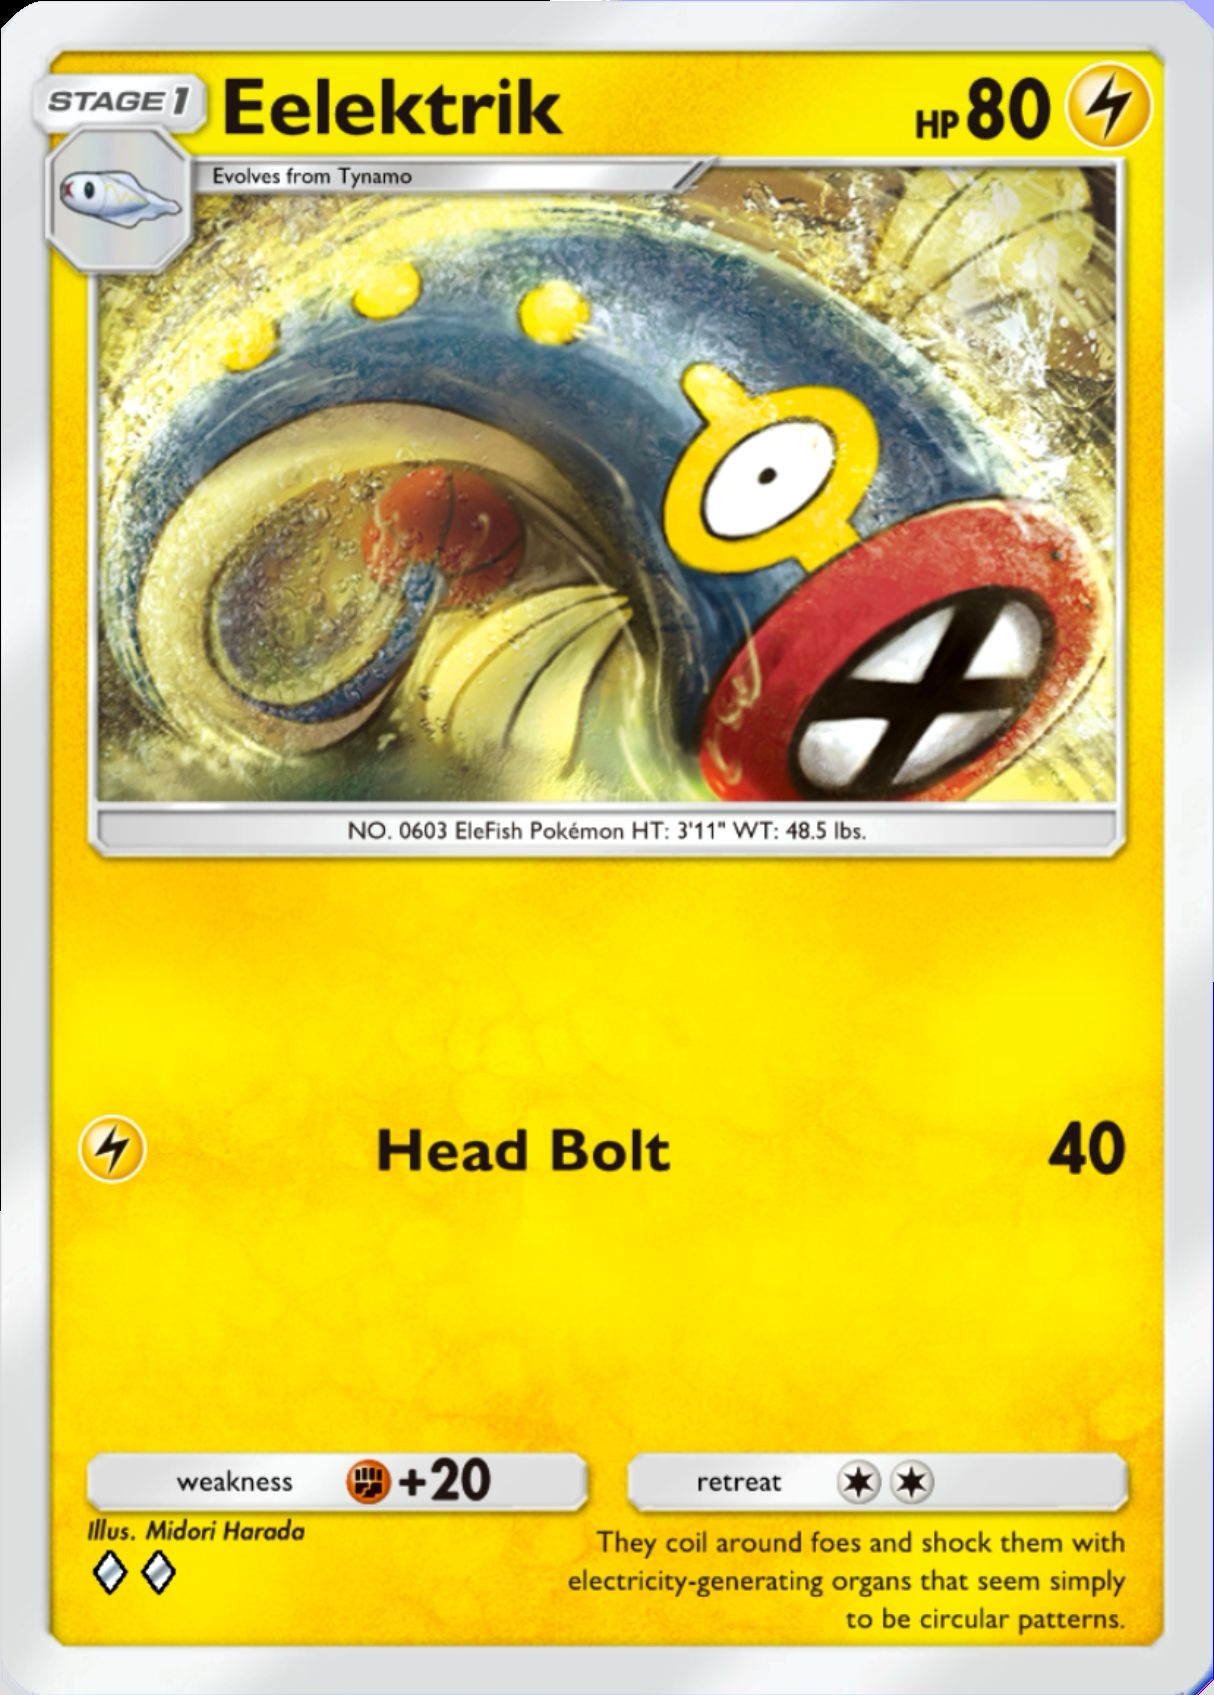 STAGE 1
Eelektrik
HP 80
Evolves from Tynamo
NO. 0603 EleFish Pokémon HT: 3'11" WT: 48.5 lbs.
Head Bolt 40
weakness +20
retreat
Illus. Midori Harada
They coil around foes and shock them with
electricity-generating organs that seem simply
to be circular patterns.